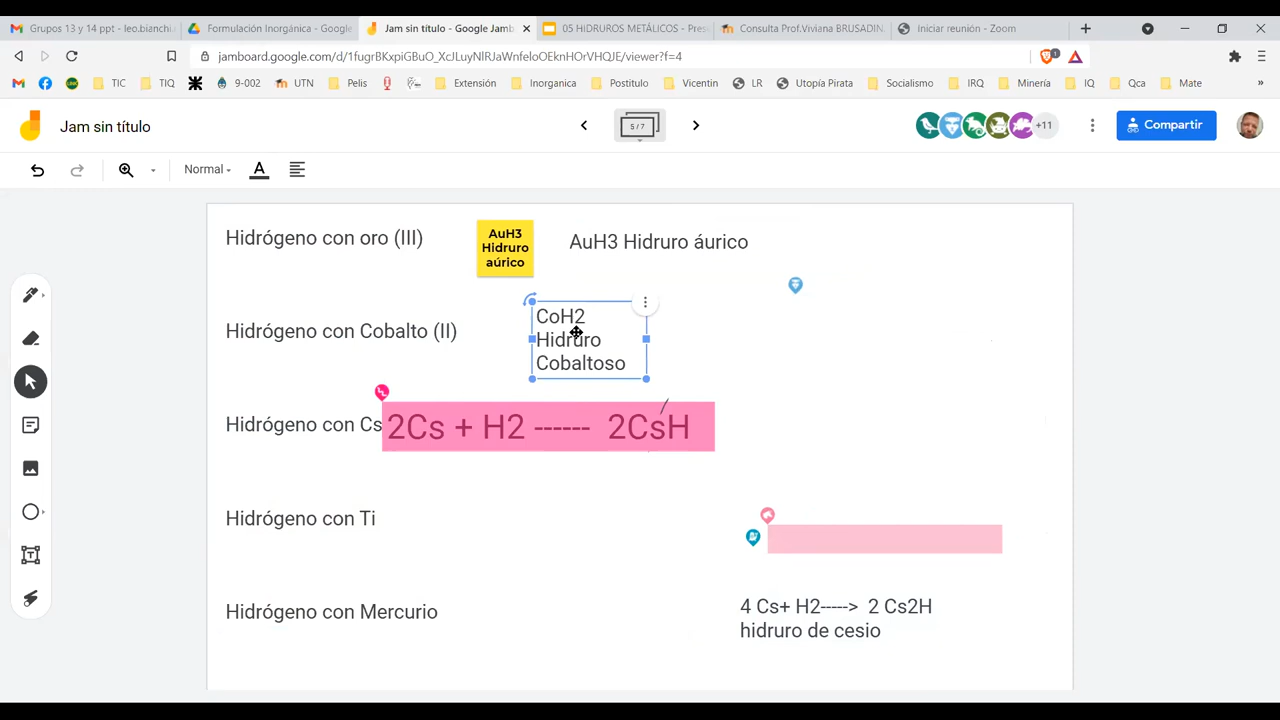 Grupos 13 y 14 ppt - leo.bianchi
Formulación Inorgánica - Google
Jam sin título - Google Jamb
05 HiDRUROS METÁLICOS - Pres
Consulta Prof.Viviana BRUSADIN
Iniciar reunión - Zoom
jamboard.google.com/d/1fuqrBKxpiGBuO_XcJLuyNlRJaWnfeloOEknHOrVHQJE/viewer?f=4
TIC
TIQ
9-002
UTN
Pelis
Extensión
Inorganica
Postitulo
Vicentin
LR
Utopía Pirata
Socialismo
IRQ
Minería
IQ
Qca
Mate
»
Jam sin título
5 / 7
+11
Compartir
Normal
A
Hidrógeno con oro (III)
AuH3
Hidruro
aúrico
AuH3 Hidruro áurico
Hidrógeno con Cobalto (II)
CoH2
Hidruro
Cobaltoso
Hidrógeno con Cs
2Cs + H2 ------ 2CsH
Hidrógeno con Ti
Hidrógeno con Mercurio
4 Cs+ H2-----> 2 Cs2H
hidruro de cesio